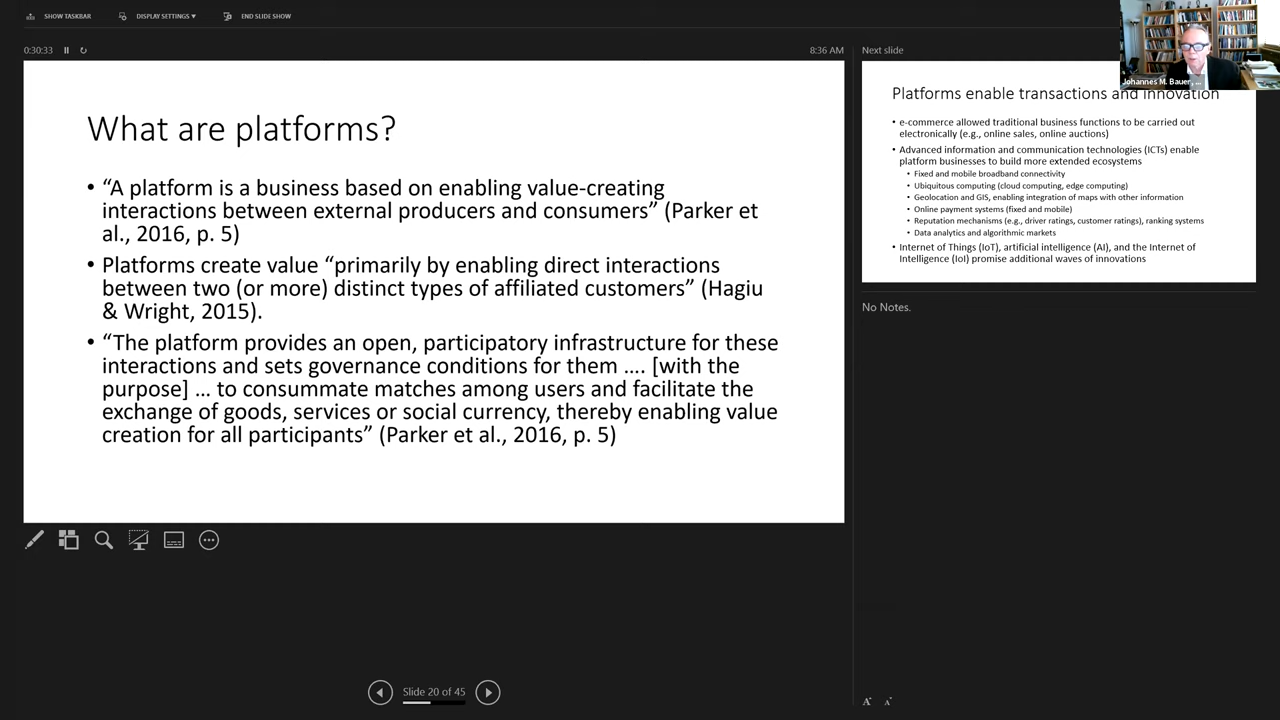 SHOW TASKBAR
DISPLAY SETTINGS ▾
END SLIDE SHOW
0:30:33
8:36 AM
What are platforms?
• “A platform is a business based on enabling value-creating
interactions between external producers and consumers” (Parker et
al., 2016, p. 5)
• Platforms create value “primarily by enabling direct interactions
between two (or more) distinct types of affiliated customers” (Hagiu
& Wright, 2015).
• “The platform provides an open, participatory infrastructure for these
interactions and sets governance conditions for them …. [with the
purpose] … to consummate matches among users and facilitate the
exchange of goods, services or social currency, thereby enabling value
creation for all participants” (Parker et al., 2016, p. 5)
Slide 20 of 45
Next slide
Johannes M. Bauer, ...
Platforms enable transactions and innovation
• e-commerce allowed traditional business functions to be carried out
electronically (e.g., online sales, online auctions)
• Advanced information and communication technologies (ICTs) enable
platform businesses to build more extended ecosystems
• Fixed and mobile broadband connectivity
• Ubiquitous computing (cloud computing, edge computing)
• Geolocation and GIS, enabling integration of maps with other information
• Online payment systems (fixed and mobile)
• Reputation mechanisms (e.g., driver ratings, customer ratings), ranking systems
• Data analytics and algorithmic markets
• Internet of Things (IoT), artificial intelligence (AI), and the Internet of
Intelligence (IoI) promise additional waves of innovations
No Notes.
A A